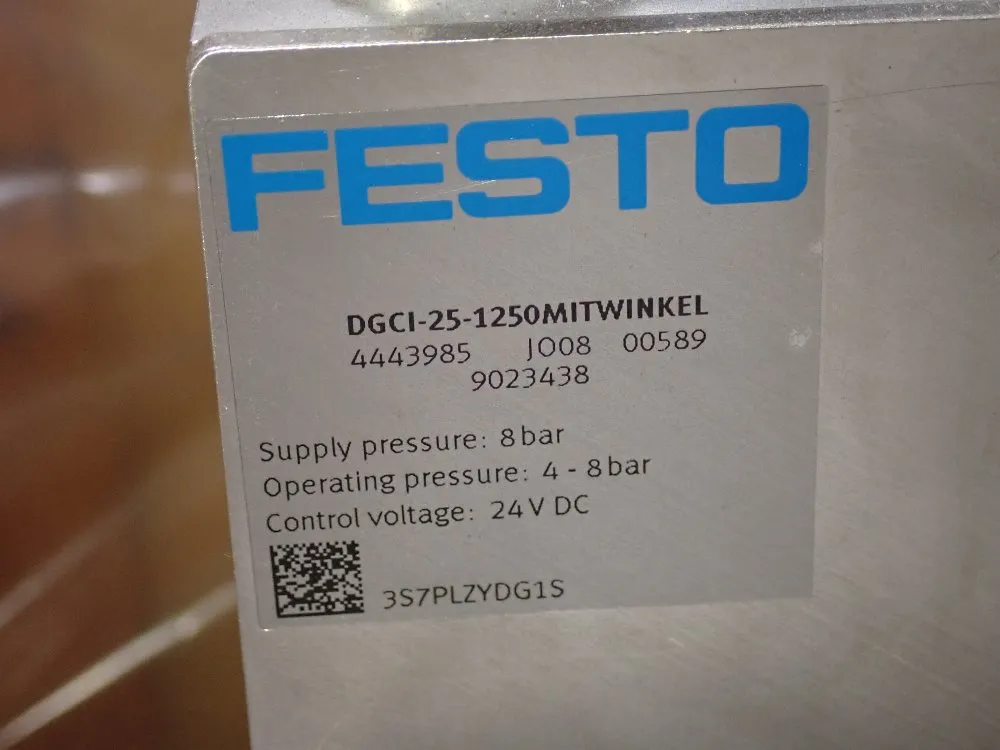 FESTO
DGCI-25-1250MITWINKEL
4443985 JO08 00589
9023438
Supply pressure: 8 bar
Operating pressure: 4 - 8 bar
Control voltage: 24 V DC
3S7PLZYDG1S